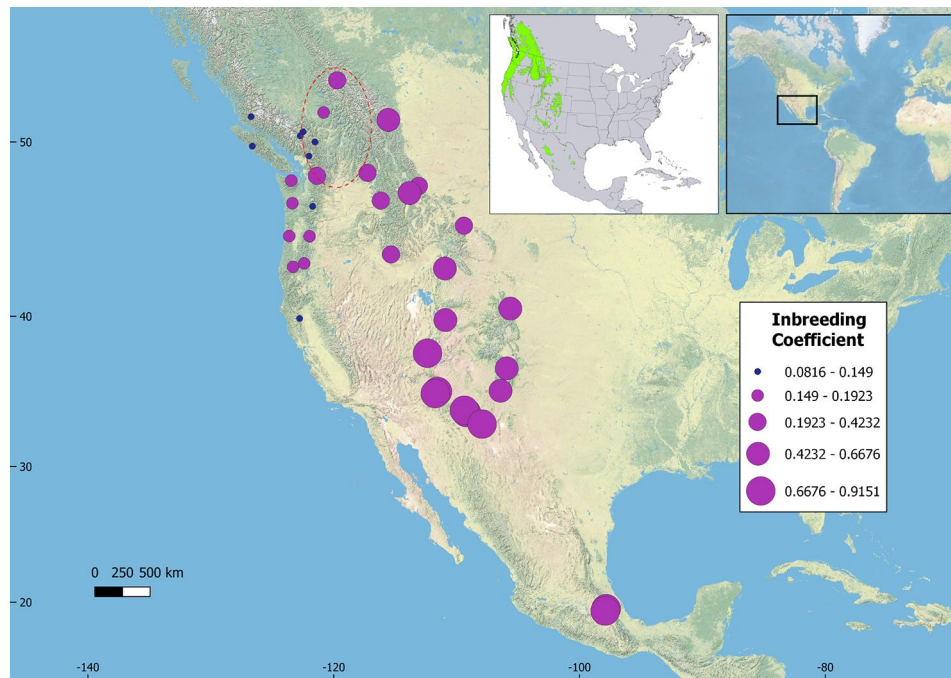 50
40
30
20
-140
-120
-100
-80
0 250 500 km
Inbreeding
Coefficient
0.0816 - 0.149
0.149 - 0.1923
0.1923 - 0.4232
0.4232 - 0.6676
0.6676 - 0.9151